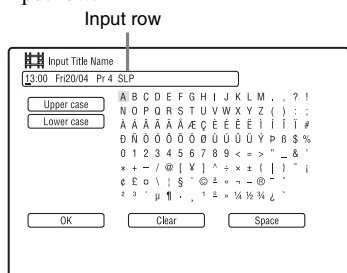 Input row
Input Title Name
13:00 Fri20/04 Pr 4 SLP
Upper case
Lower case
A B C D E F G H I J K L M . , ? !
N O P Q R S T U V W X Y Z ( ) : ;
À Á Â Ã Ä Å Æ Ç È É Ê Ë Ì Í Î Ï #
Ð Ñ Ò Ó Ô Õ Ö Ø Ù Ú Û Ü Ý Þ ß $ %
0 1 2 3 4 5 6 7 8 9 < = > " _ & '
* + – / @ [ ¥ ] ^ ÷ × ± { | } ~ ¡
¢ £ ¤ \ ¦ § ¨ © ª « ¬ – ® ¯ °
² ³ ´ µ ¶ · ¸ ¹ º » ¼ ½ ¾ ¿ `
OK
Clear
Space